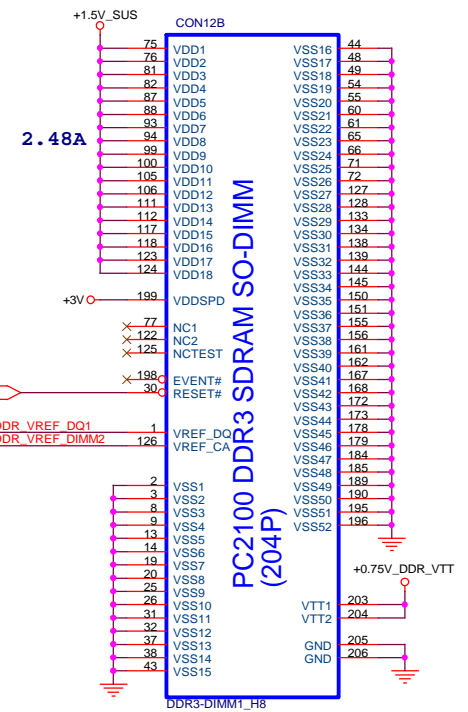 +1.5V_SUS
CON12B
2.48A
75 VDD1
76 VDD2
81 VDD3
82 VDD4
87 VDD5
88 VDD6
93 VDD7
94 VDD8
99 VDD9
100 VDD10
105 VDD11
106 VDD12
111 VDD13
112 VDD14
117 VDD15
118 VDD16
123 VDD17
124 VDD18
+3V
199 VDDSPD
77 NC1
122 NC2
125 NCTEST
198 EVENT#
30 RESET#
DDR_VREF_DQ1
1 VREF_DQ
DDR_VREF_DIMM2
126 VREF_CA
2 VSS1
3 VSS2
8 VSS3
9 VSS4
13 VSS5
14 VSS6
19 VSS7
20 VSS8
25 VSS9
26 VSS10
31 VSS11
32 VSS12
37 VSS13
38 VSS14
43 VSS15
PC2100 DDR3 SDRAM SO-DIMM
(204P)
VSS16 44
VSS17 48
VSS18 49
VSS19 54
VSS20 55
VSS21 60
VSS22 61
VSS23 65
VSS24 66
VSS25 71
VSS26 72
VSS27 127
VSS28 128
VSS29 133
VSS30 134
VSS31 138
VSS32 139
VSS33 144
VSS34 145
VSS35 150
VSS36 151
VSS37 155
VSS38 156
VSS39 161
VSS40 162
VSS41 167
VSS42 168
VSS43 172
VSS44 173
VSS45 178
VSS46 179
VSS47 184
VSS48 185
VSS49 189
VSS50 190
VSS51 195
VSS52 196
+0.75V_DDR_VTT
VTT1 203
VTT2 204
GND 205
GND 206
DDR3-DIMM1_H8